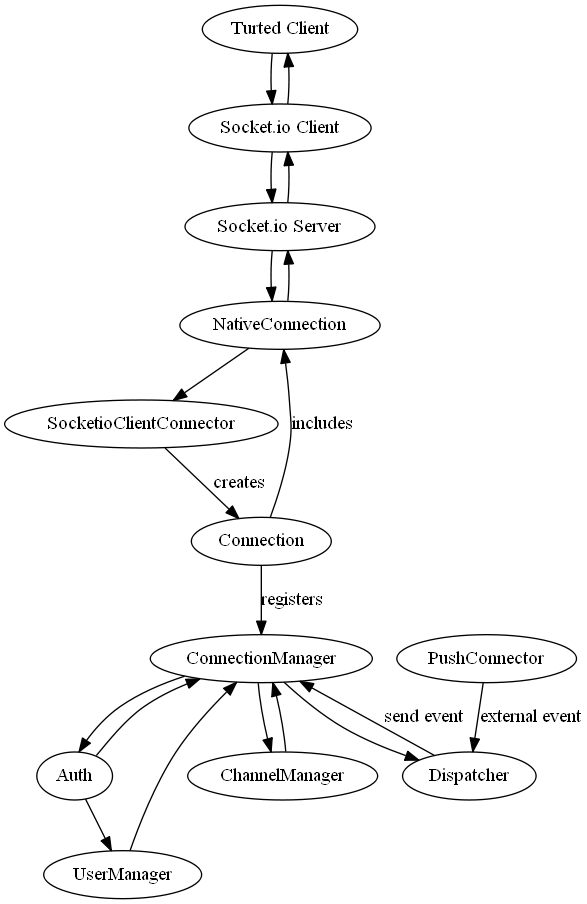 Turted Client
Socket.io Client
Socket.io Server
NativeConnection
SocketioClientConnector
includes
creates
Connection
registers
ConnectionManager
PushConnector
send event
external event
Auth
ChannelManager
Dispatcher
UserManager